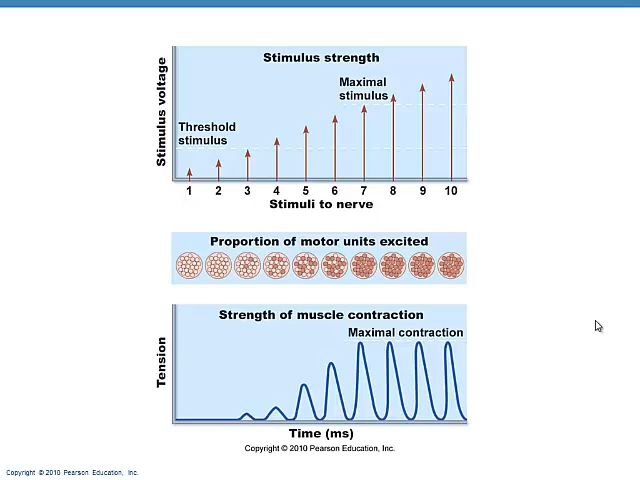 Stimulus strength
Maximal
stimulus
Threshold
stimulus
Stimulus voltage
1 2 3 4 5 6 7 8 9 10
Stimuli to nerve
Proportion of motor units excited
Strength of muscle contraction
Maximal contraction
Tension
Time (ms)
Copyright © 2010 Pearson Education, Inc.
Copyright © 2010 Pearson Education, Inc.